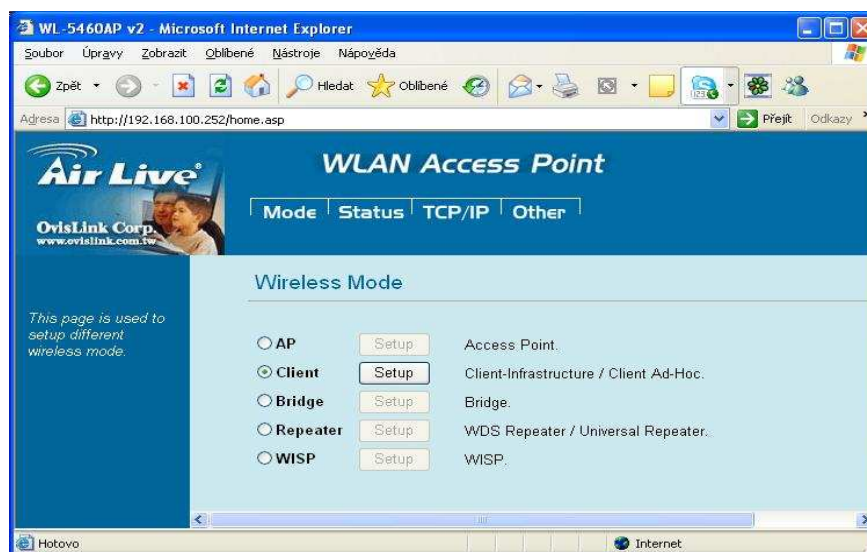 WL-5460AP v2 - Microsoft Internet Explorer
Soubor Úpravy Zobrazit Oblíbené Nástroje Nápověda
Zpět Hledat Oblíbené
Adresa http://192.168.100.252/home.asp Přejít Odkazy
Air Live®
WLAN Access Point
Mode Status TCP/IP Other
OvisLink Corp.
www.ovislink.com.tw
Wireless Mode
This page is used to
setup different
wireless mode.
AP Setup Access Point.
Client Setup Client-Infrastructure / Client Ad-Hoc.
Bridge Setup Bridge.
Repeater Setup WDS Repeater / Universal Repeater.
WISP Setup WISP.
Hotovo Internet